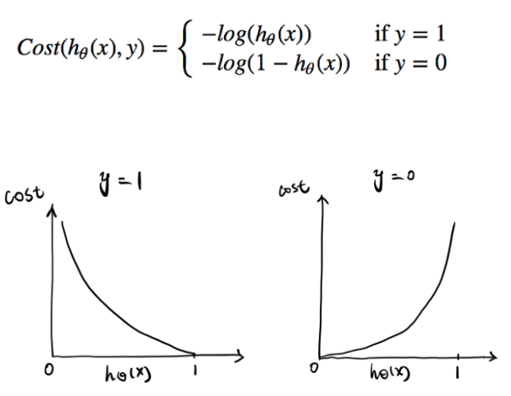 Cost(hθ(x), y) = { −log(hθ(x)) if y = 1
−log(1 − hθ(x)) if y = 0
y = 1
cost
0 hθ(x) 1
y = 0
cost
0 hθ(x) 1